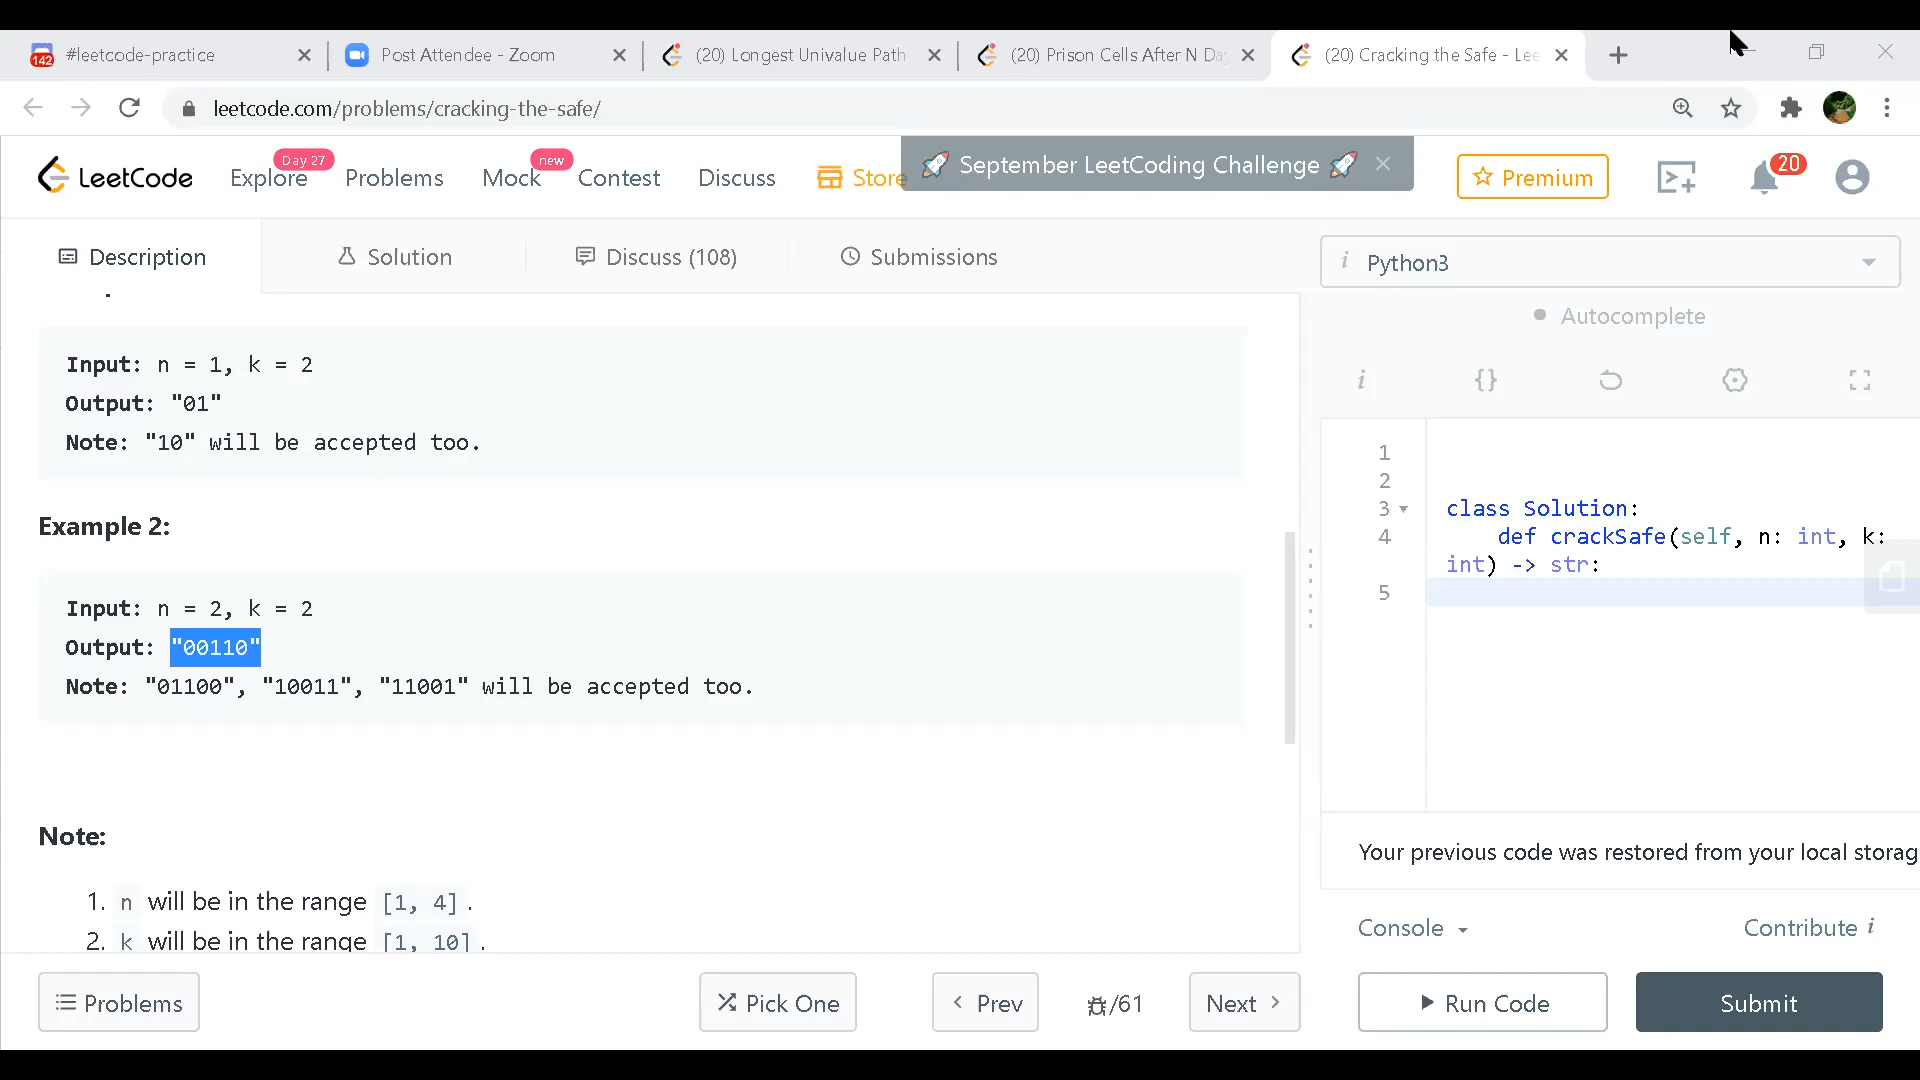 142 #leetcode-practice
Post Attendee - Zoom
(20) Longest Univalue Path
(20) Prison Cells After N Da
(20) Cracking the Safe - Lee
leetcode.com/problems/cracking-the-safe/
LeetCode
Explore Day 27
Problems
Mock new
Contest
Discuss
Store
🚀 September LeetCoding Challenge 🚀
Premium
20
Description
Solution
Discuss (108)
Submissions
Input: n = 1, k = 2
Output: "01"
Note: "10" will be accepted too.
Example 2:
Input: n = 2, k = 2
Output: "00110"
Note: "01100", "10011", "11001" will be accepted too.
Note:
1. n will be in the range [1, 4].
2. k will be in the range [1, 10].
Problems
Pick One
Prev
/61
Next
i Python3
Autocomplete
i {}
1
2
3 class Solution:
4 def crackSafe(self, n: int, k:
int) -> str:
5
Your previous code was restored from your local storag
Console
Contribute i
Run Code
Submit